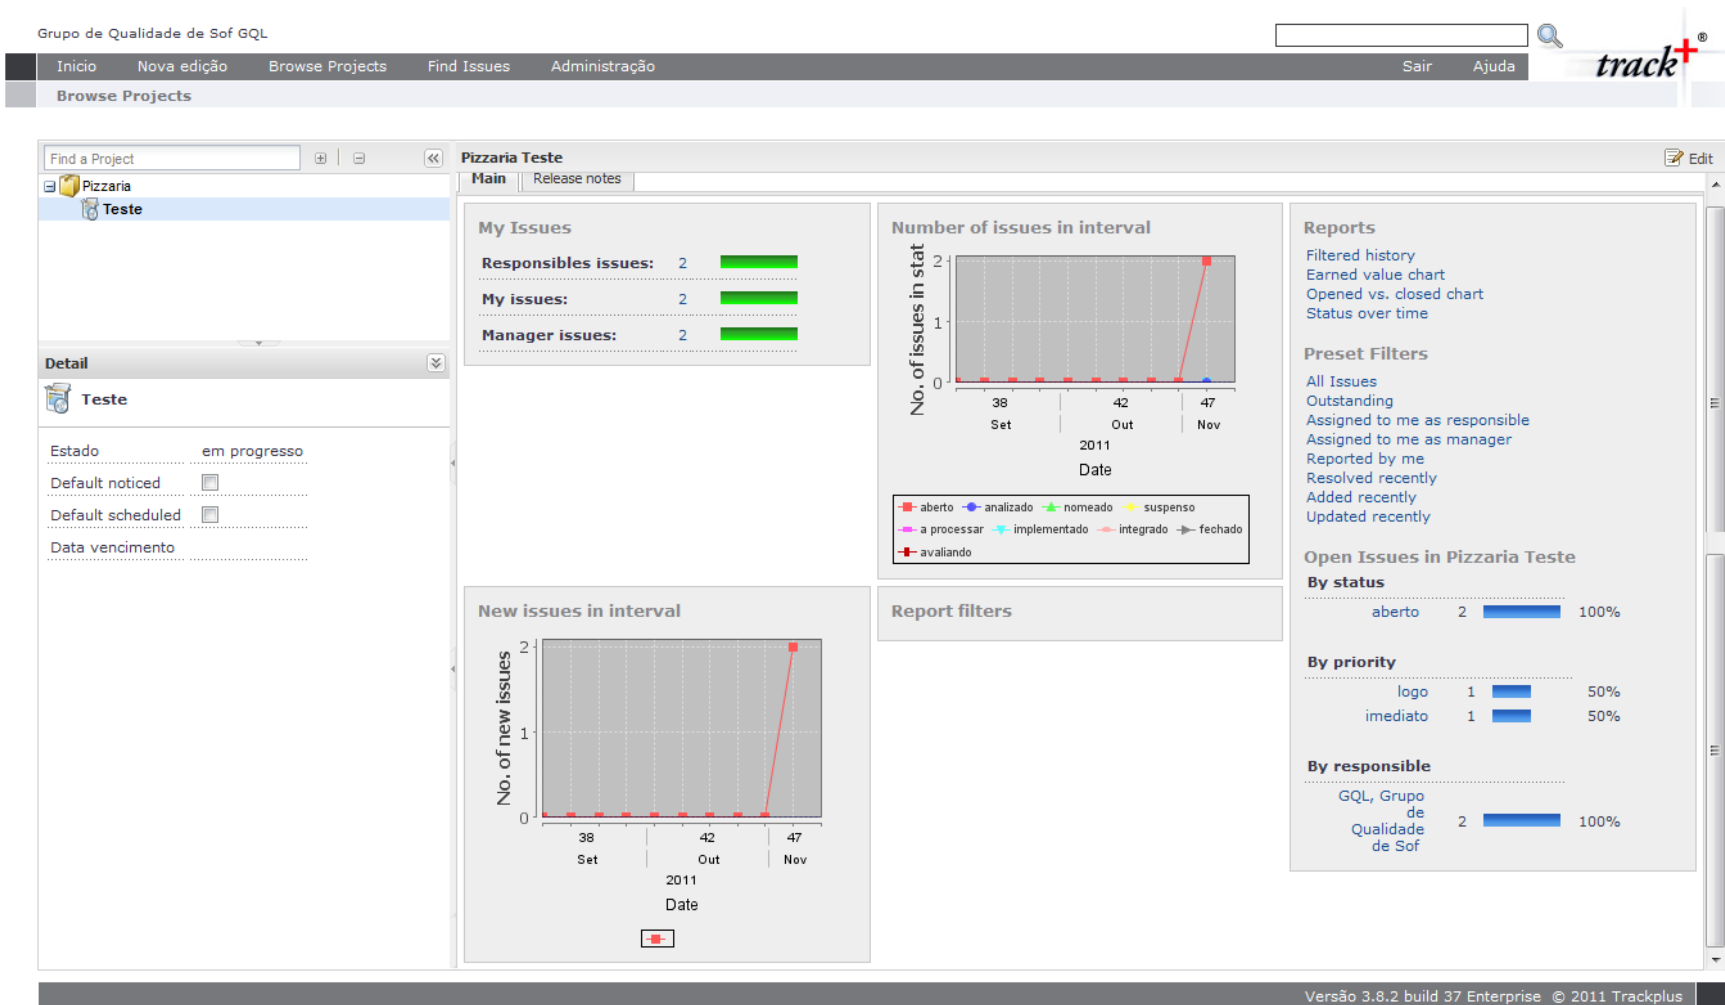 Grupo de Qualidade de Sof GQL
track+ ®
Inicio Nova edição Browse Projects Find Issues Administração Sair Ajuda
Browse Projects
Find a Project
Pizzaria
Teste
Detail
Teste
Estado em progresso
Default noticed
Default scheduled
Data vencimento
Pizzaria Teste Edit
Main Release notes
My Issues
Responsibles issues: 2
My issues: 2
Manager issues: 2
Number of issues in interval
No. of issues in stat
2
1
0
38 42 47
Set Out Nov
2011
Date
aberto analizado nomeado suspenso
a processar implementado integrado fechado
avaliando
Reports
Filtered history
Earned value chart
Opened vs. closed chart
Status over time
Preset Filters
All Issues
Outstanding
Assigned to me as responsible
Assigned to me as manager
Reported by me
Resolved recently
Added recently
Updated recently
Open Issues in Pizzaria Teste
By status
aberto 2 100%
By priority
logo 1 50%
imediato 1 50%
By responsible
GQL, Grupo
de
Qualidade
de Sof
2 100%
New issues in interval
No. of new issues
2
1
0
38 42 47
Set Out Nov
2011
Date
Report filters
Versão 3.8.2 build 37 Enterprise © 2011 Trackplus